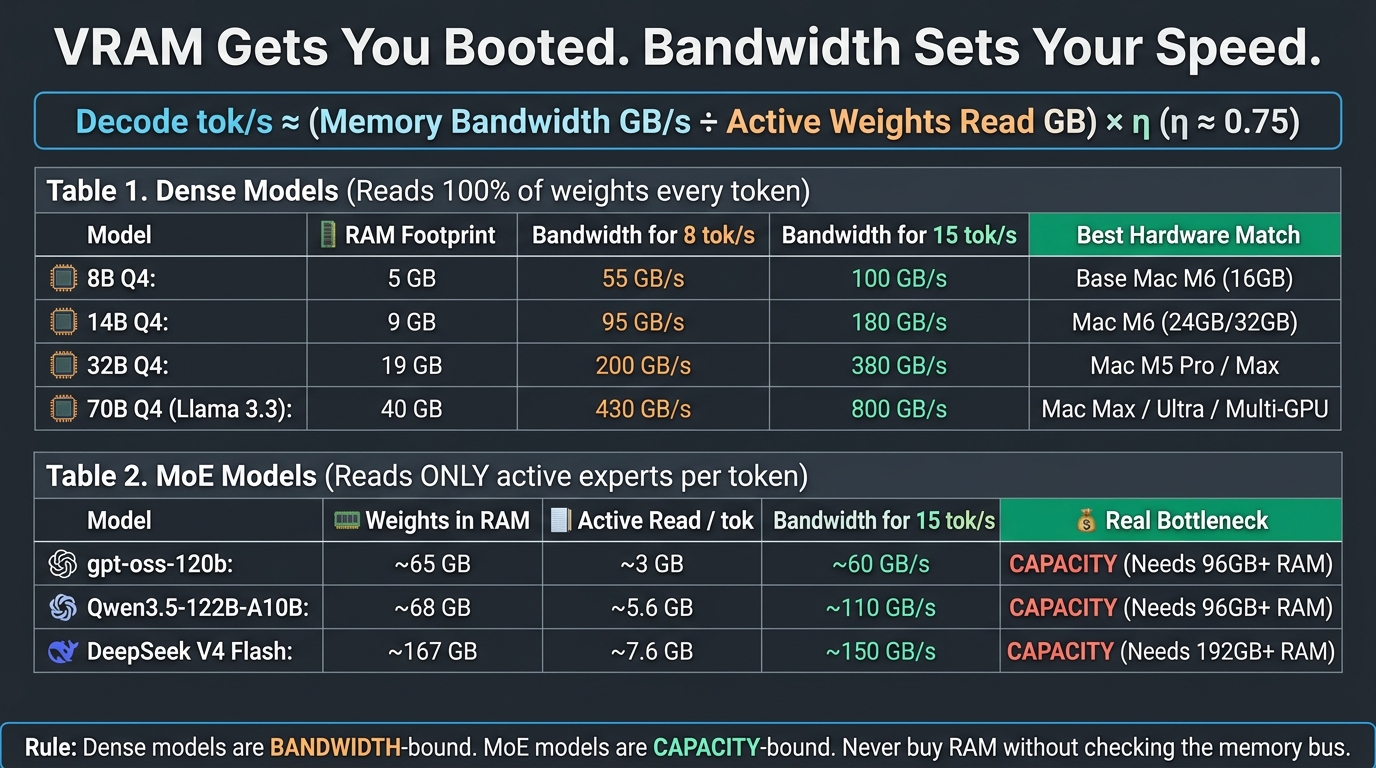 VRAM Gets You Booted. Bandwidth Sets Your Speed.
Decode tok/s ≈ (Memory Bandwidth GB/s ÷ Active Weights Read GB) × η (η ≈ 0.75)
Table 1. Dense Models (Reads 100% of weights every token)
Model RAM Footprint Bandwidth for 8 tok/s Bandwidth for 15 tok/s Best Hardware Match
8B Q4: 5 GB 55 GB/s 100 GB/s Base Mac M6 (16GB)
14B Q4: 9 GB 95 GB/s 180 GB/s Mac M6 (24GB/32GB)
32B Q4: 19 GB 200 GB/s 380 GB/s Mac M5 Pro / Max
70B Q4 (Llama 3.3): 40 GB 430 GB/s 800 GB/s Mac Max / Ultra / Multi-GPU
Table 2. MoE Models (Reads ONLY active experts per token)
Model Weights in RAM Active Read / tok Bandwidth for 15 tok/s Real Bottleneck
gpt-oss-120b: ~65 GB ~3 GB ~60 GB/s CAPACITY (Needs 96GB+ RAM)
Qwen3.5-122B-A10B: ~68 GB ~5.6 GB ~110 GB/s CAPACITY (Needs 96GB+ RAM)
DeepSeek V4 Flash: ~167 GB ~7.6 GB ~150 GB/s CAPACITY (Needs 192GB+ RAM)
Rule: Dense models are BANDWIDTH-bound. MoE models are CAPACITY-bound. Never buy RAM without checking the memory bus.